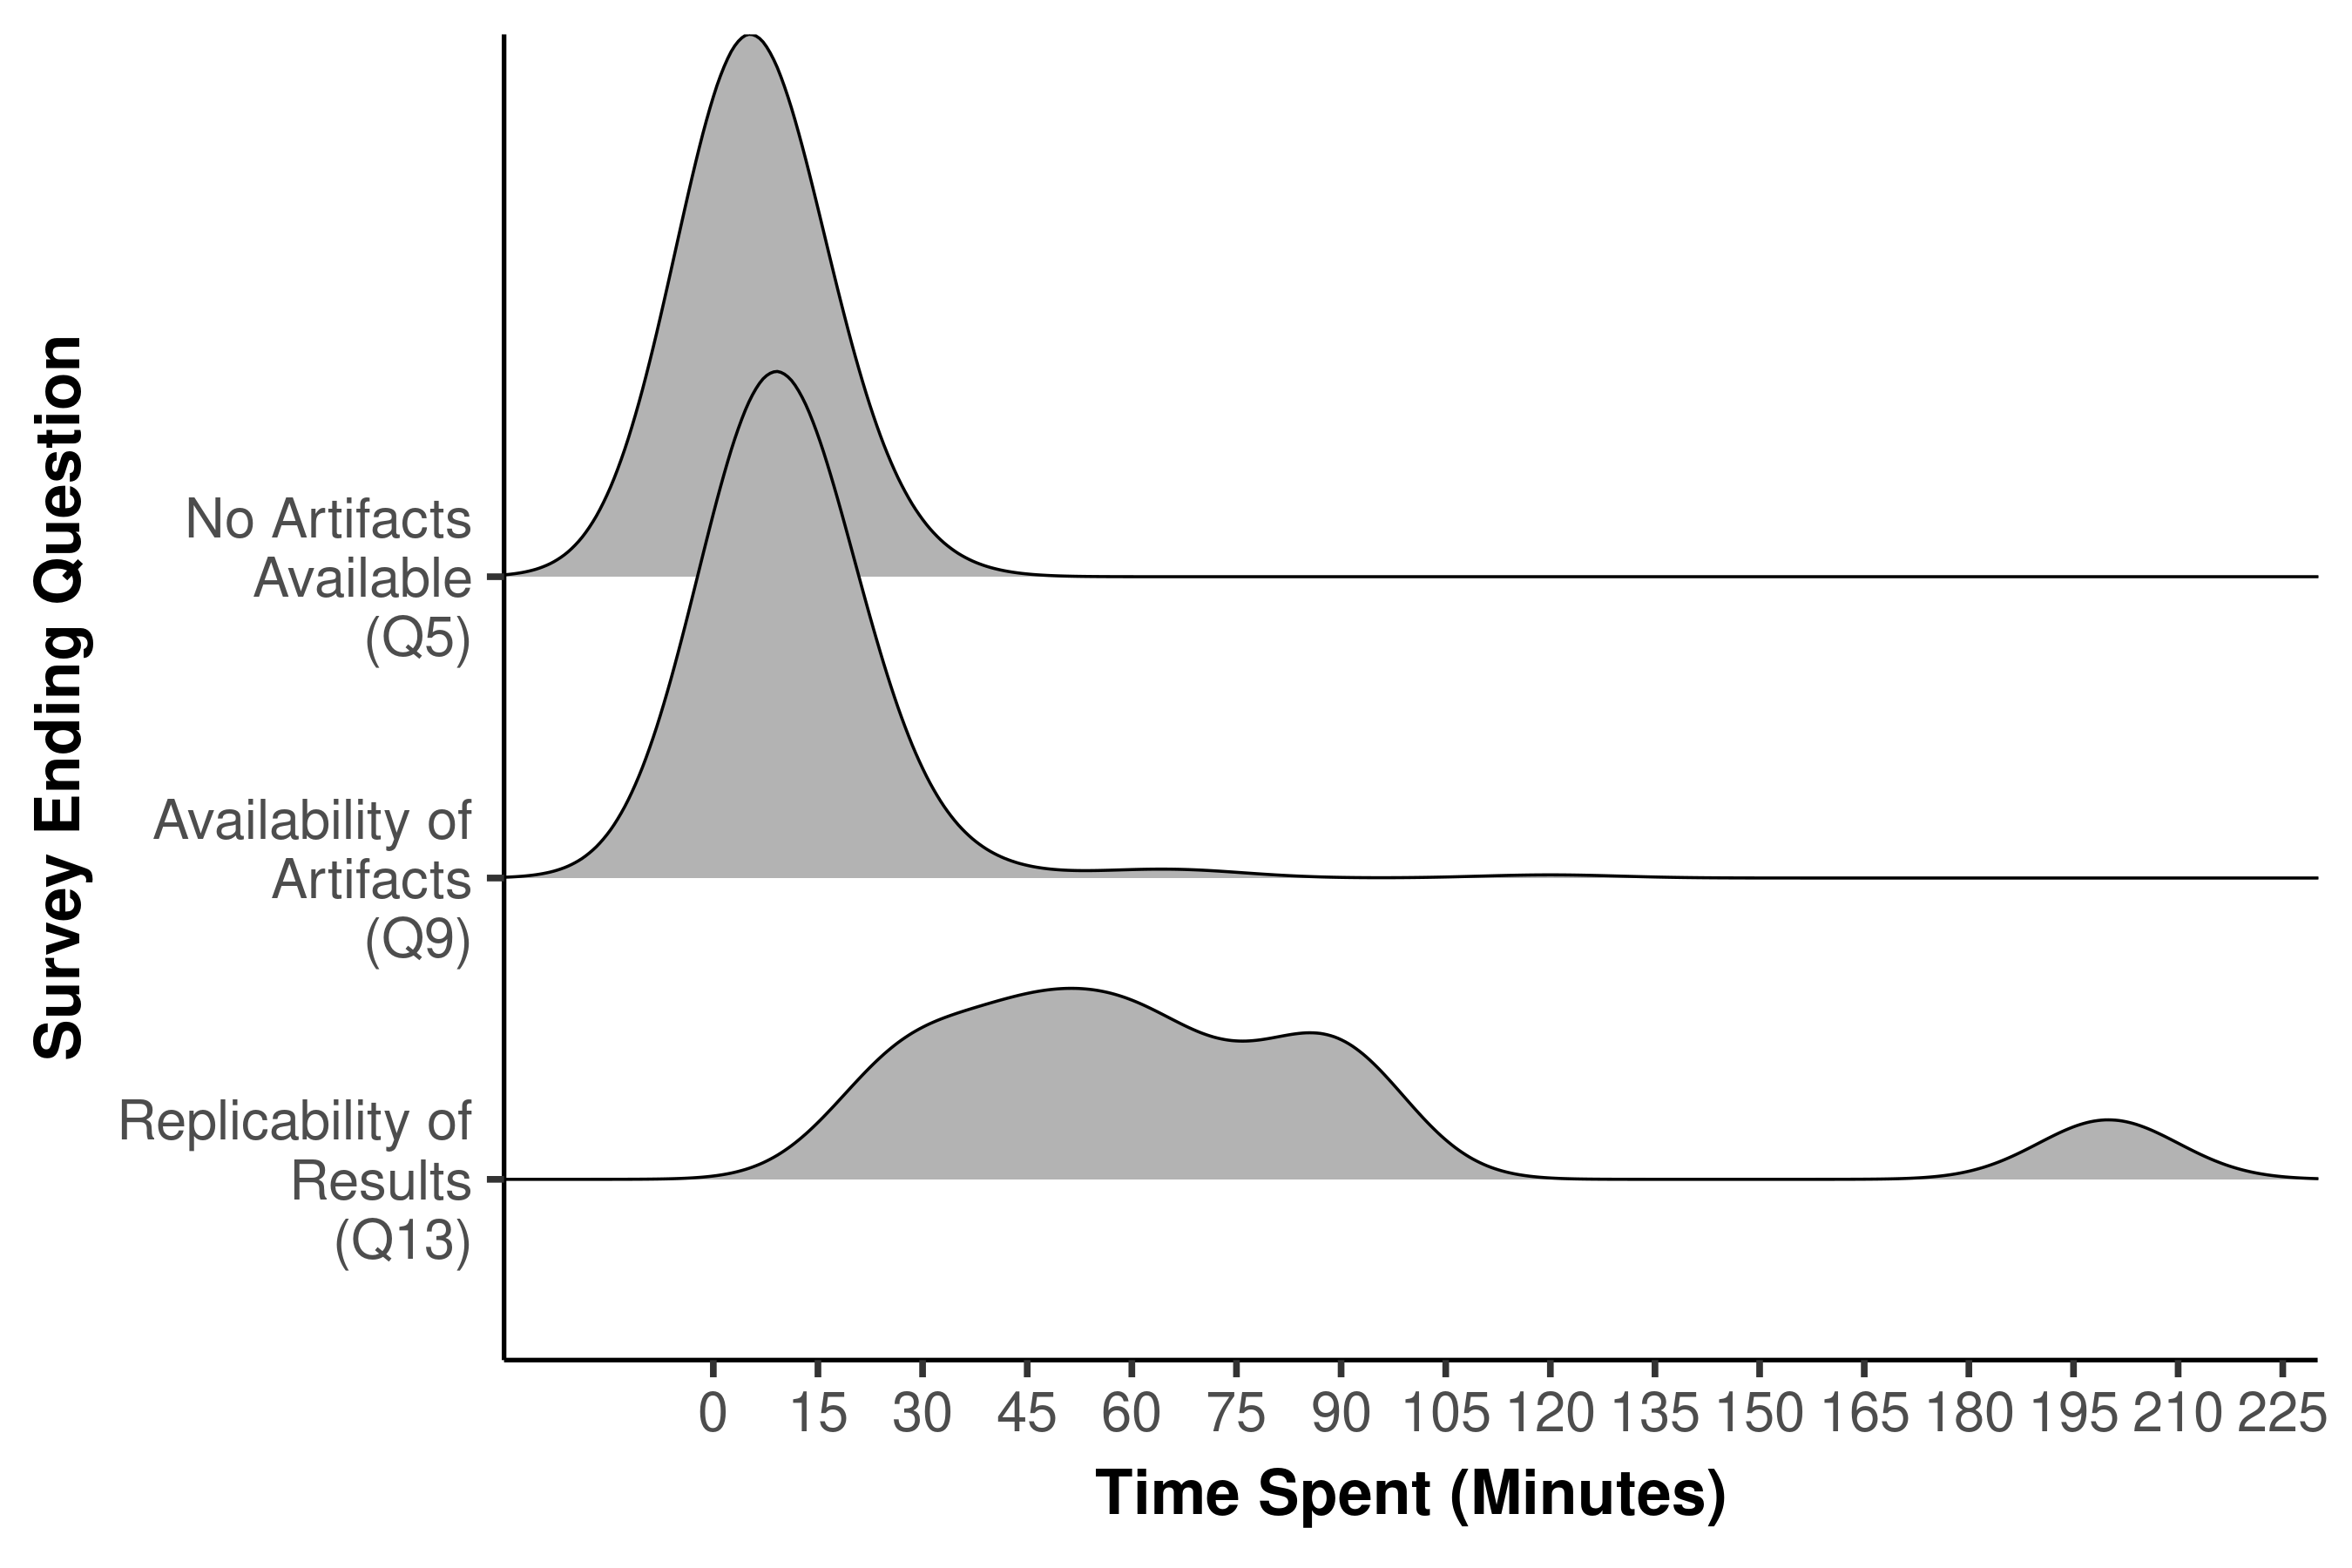 Survey Ending Question
No Artifacts
Available
(Q5)
Availability of
Artifacts
(Q9)
Replicability of
Results
(Q13)
0 15 30 45 60 75 90 105 120 135 150 165 180 195 210 225
Time Spent (Minutes)